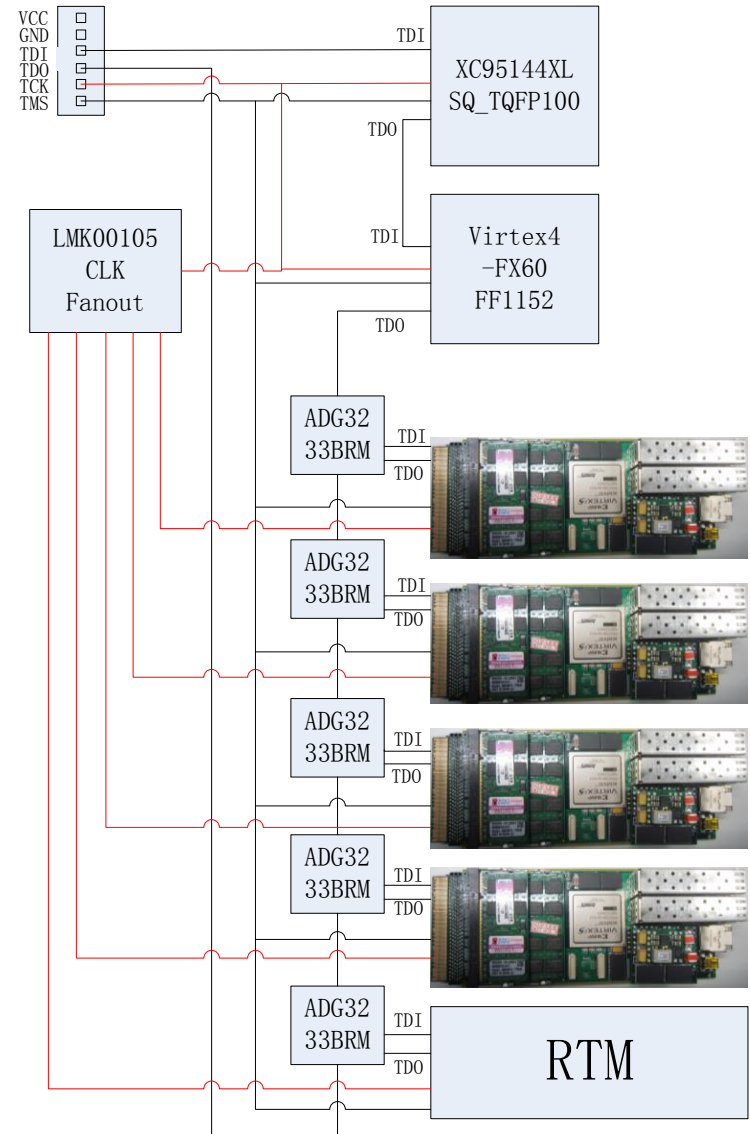 VCC
GND
TDI
TDO
TCK
TMS
TDI
XC95144XL
SQ_TQFP100
TDO
LMK00105
CLK
Fanout
TDI
Virtex4
-FX60
FF1152
TDO
ADG32
33BRM
TDI
TDO
ADG32
33BRM
TDI
TDO
ADG32
33BRM
TDI
TDO
ADG32
33BRM
TDI
TDO
ADG32
33BRM
TDI
TDO
RTM